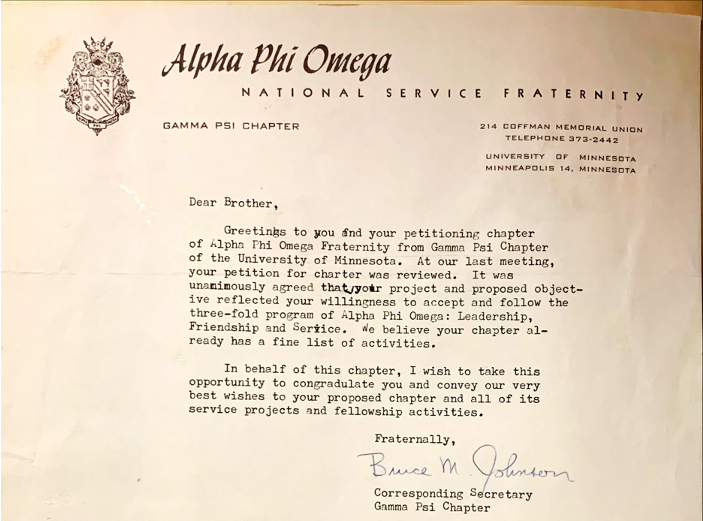 Alpha Phi Omega
NATIONAL SERVICE FRATERNITY
GAMMA PSI CHAPTER
214 COFFMAN MEMORIAL UNION
TELEPHONE 373-2442
UNIVERSITY OF MINNESOTA
MINNEAPOLIS 14, MINNESOTA
Dear Brother,
Greetings to you and your petitioning chapter
of Alpha Phi Omega Fraternity from Gamma Psi Chapter
of the University of Minnesota. At our last meeting,
your petition for charter was reviewed. It was
unanimously agreed that your project and proposed object-
ive reflected your willingness to accept and follow the
three-fold program of Alpha Phi Omega: Leadership,
Friendship and Service. We believe your chapter al-
ready has a fine list of activities.
In behalf of this chapter, I wish to take this
opportunity to congradulate you and convey our very
best wishes to your proposed chapter and all of its
service projects and fellowship activities.
Fraternally,
Bruce M. Johnson
Corresponding Secretary
Gamma Psi Chapter